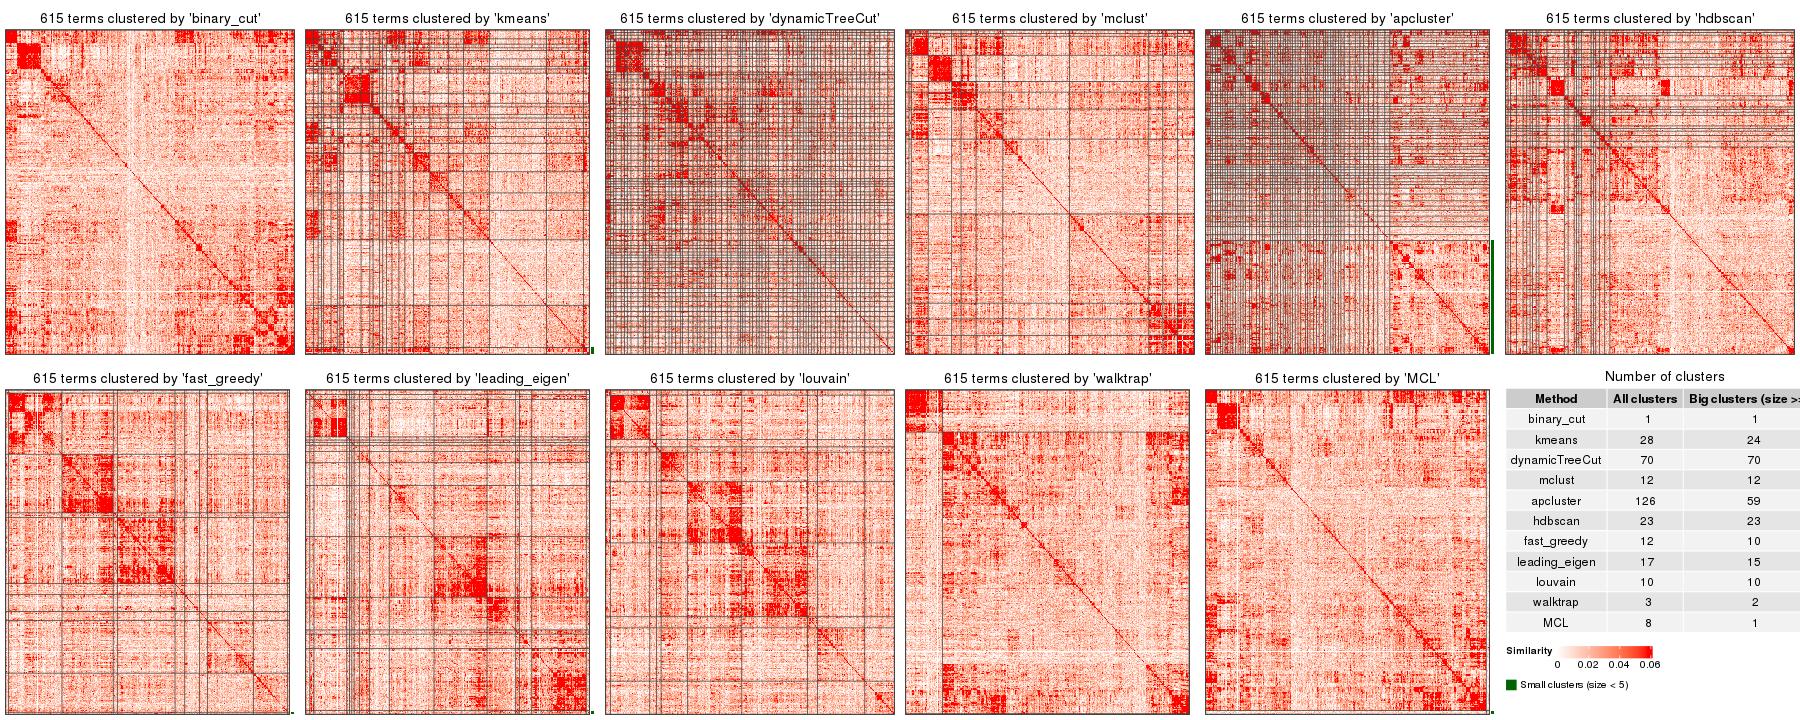 615 terms clustered by 'binary_cut'
615 terms clustered by 'kmeans'
615 terms clustered by 'dynamicTreeCut'
615 terms clustered by 'mclust'
615 terms clustered by 'apcluster'
615 terms clustered by 'hdbscan'
615 terms clustered by 'fast_greedy'
615 terms clustered by 'leading_eigen'
615 terms clustered by 'louvain'
615 terms clustered by 'walktrap'
615 terms clustered by 'MCL'
Number of clusters
Method All clusters Big clusters (size >
binary_cut 1 1
kmeans 28 24
dynamicTreeCut 70 70
mclust 12 12
apcluster 126 59
hdbscan 23 23
fast_greedy 12 10
leading_eigen 17 15
louvain 10 10
walktrap 3 2
MCL 8 1
Similarity
0 0.02 0.04 0.06
Small clusters (size < 5)